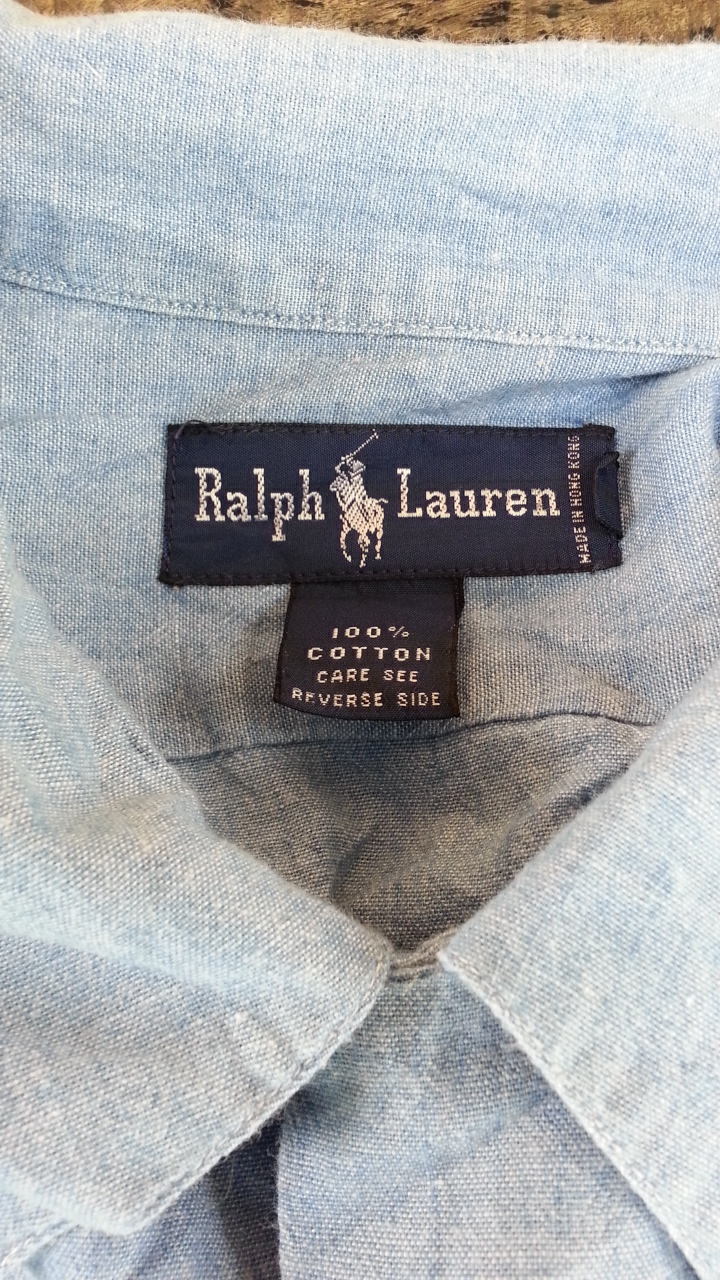 Ralph Lauren
MADE IN HONG KONG
100%
COTTON
CARE SEE
REVERSE SIDE